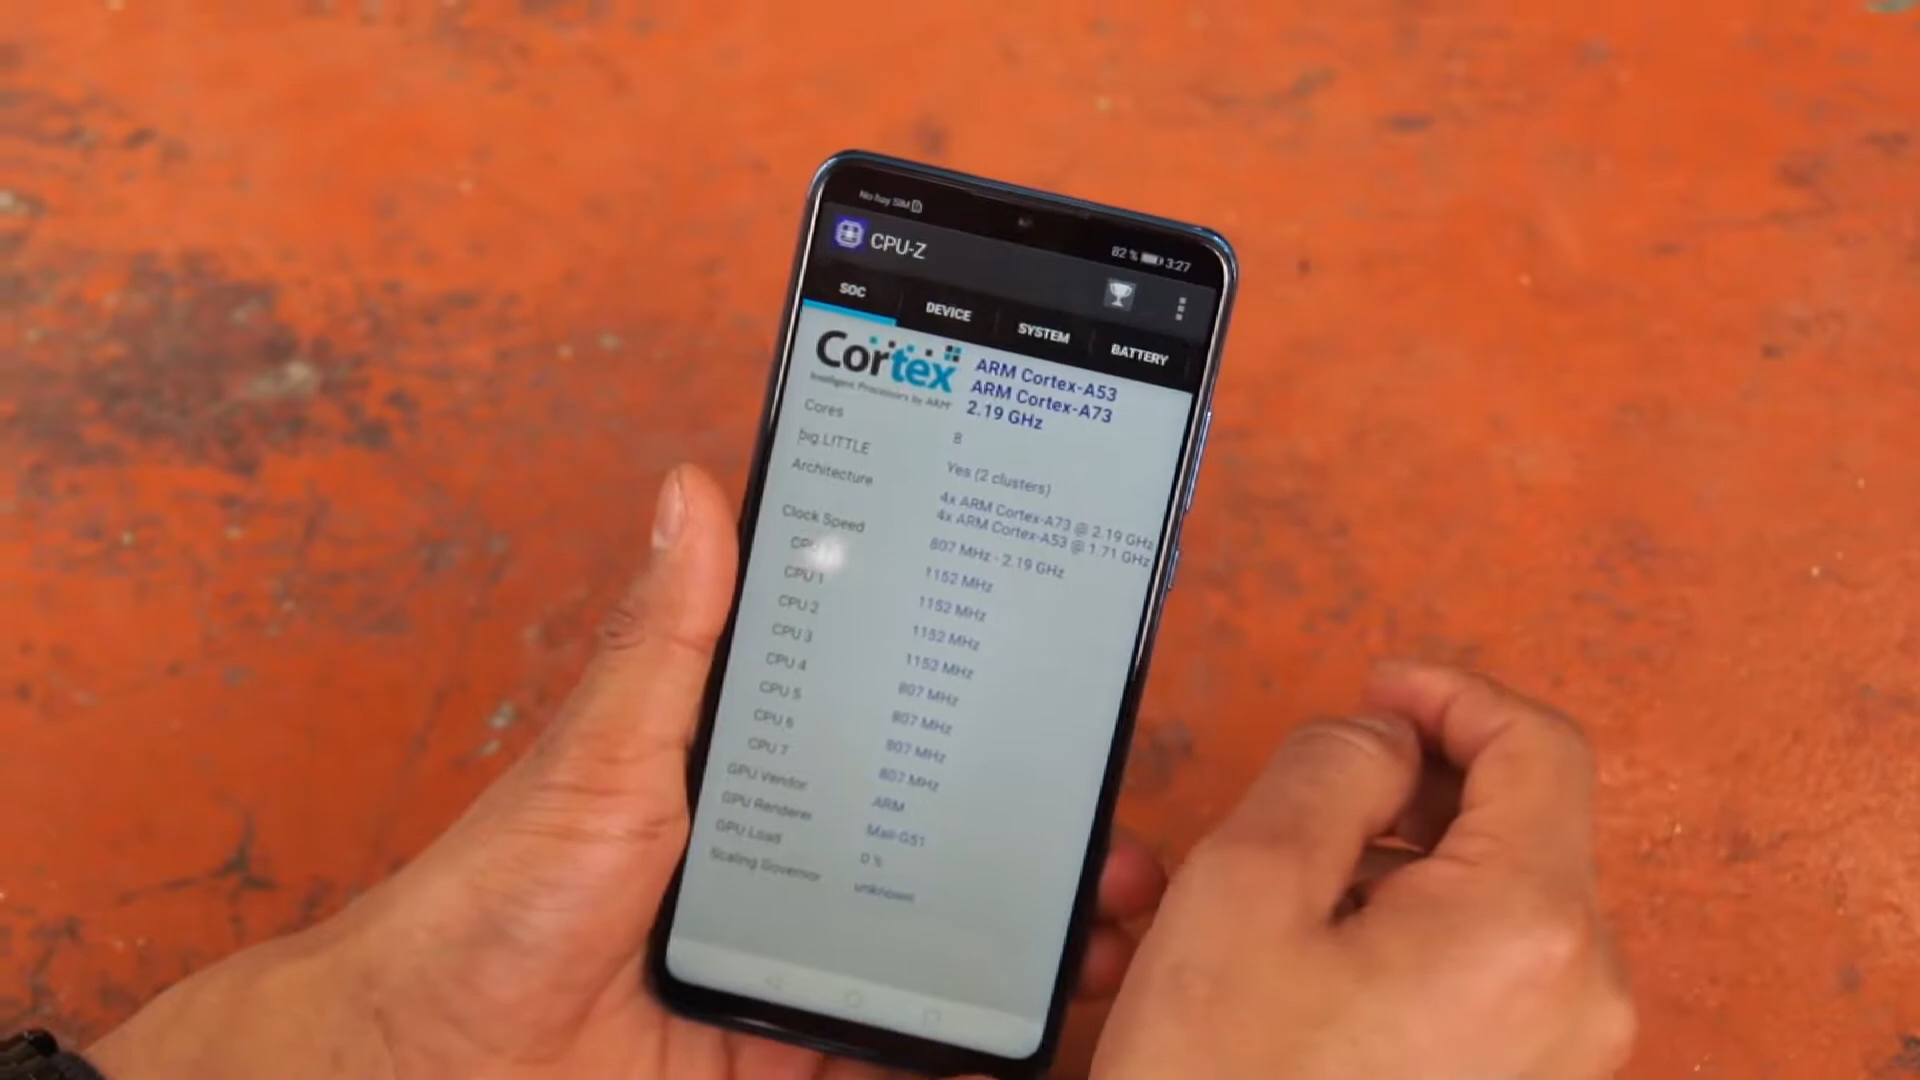 No hay SIM
82 % 3:27
CPU-Z
SOC DEVICE SYSTEM BATTERY
Cortex
Intelligent Processors by ARM
ARM Cortex-A53
ARM Cortex-A73
2.19 GHz
Cores 8
big.LITTLE Yes (2 clusters)
Architecture 4x ARM Cortex-A73 @ 2.19 GHz
4x ARM Cortex-A53 @ 1.71 GHz
Clock Speed 807 MHz - 2.19 GHz
1152 MHz
CPU 1 1152 MHz
CPU 2 1152 MHz
CPU 3 1152 MHz
CPU 4 807 MHz
CPU 5 807 MHz
CPU 6 807 MHz
CPU 7 807 MHz
GPU Vendor ARM
GPU Renderer Mali-G51
GPU Load 0 %
Scaling Governor unknown